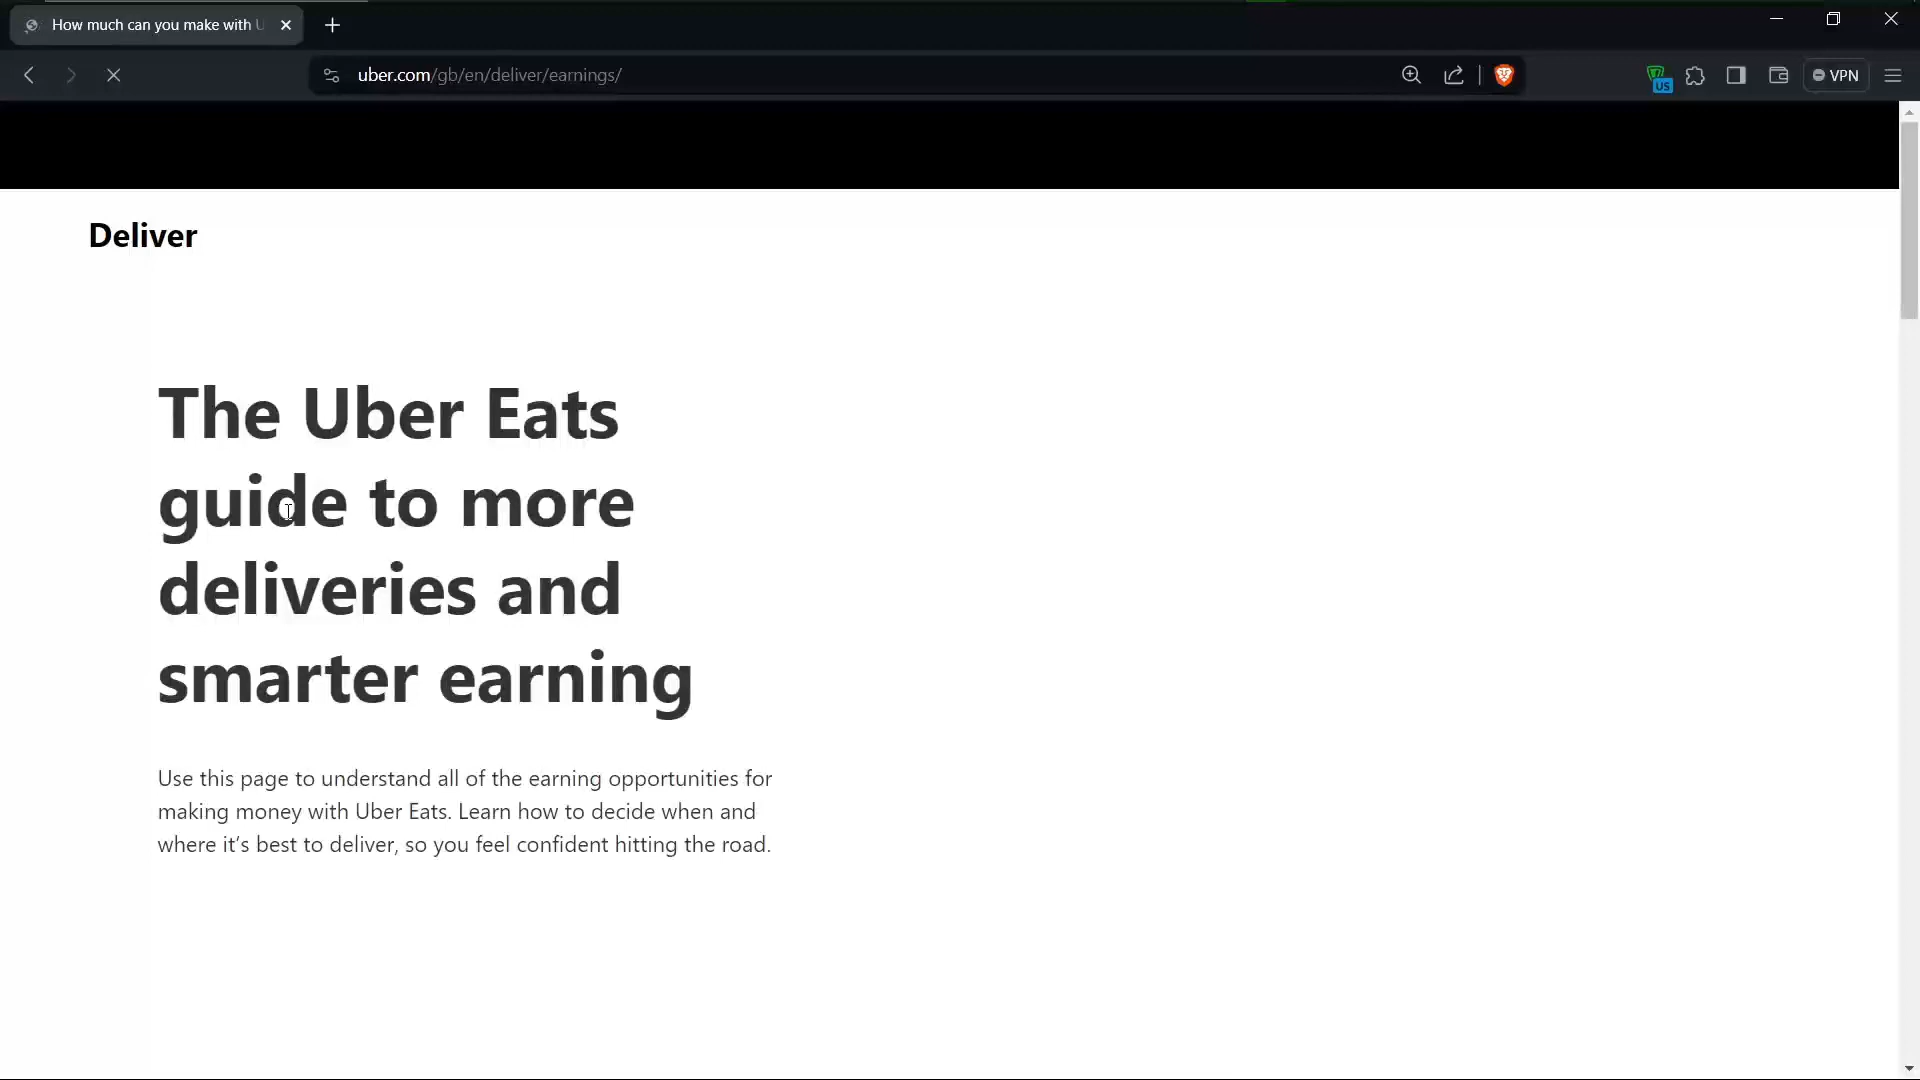 How much can you make with U
uber.com/gb/en/deliver/earnings/
US
VPN
Deliver
The Uber Eats
guide to more
deliveries and
smarter earning
Use this page to understand all of the earning opportunities for
making money with Uber Eats. Learn how to decide when and
where it’s best to deliver, so you feel confident hitting the road.